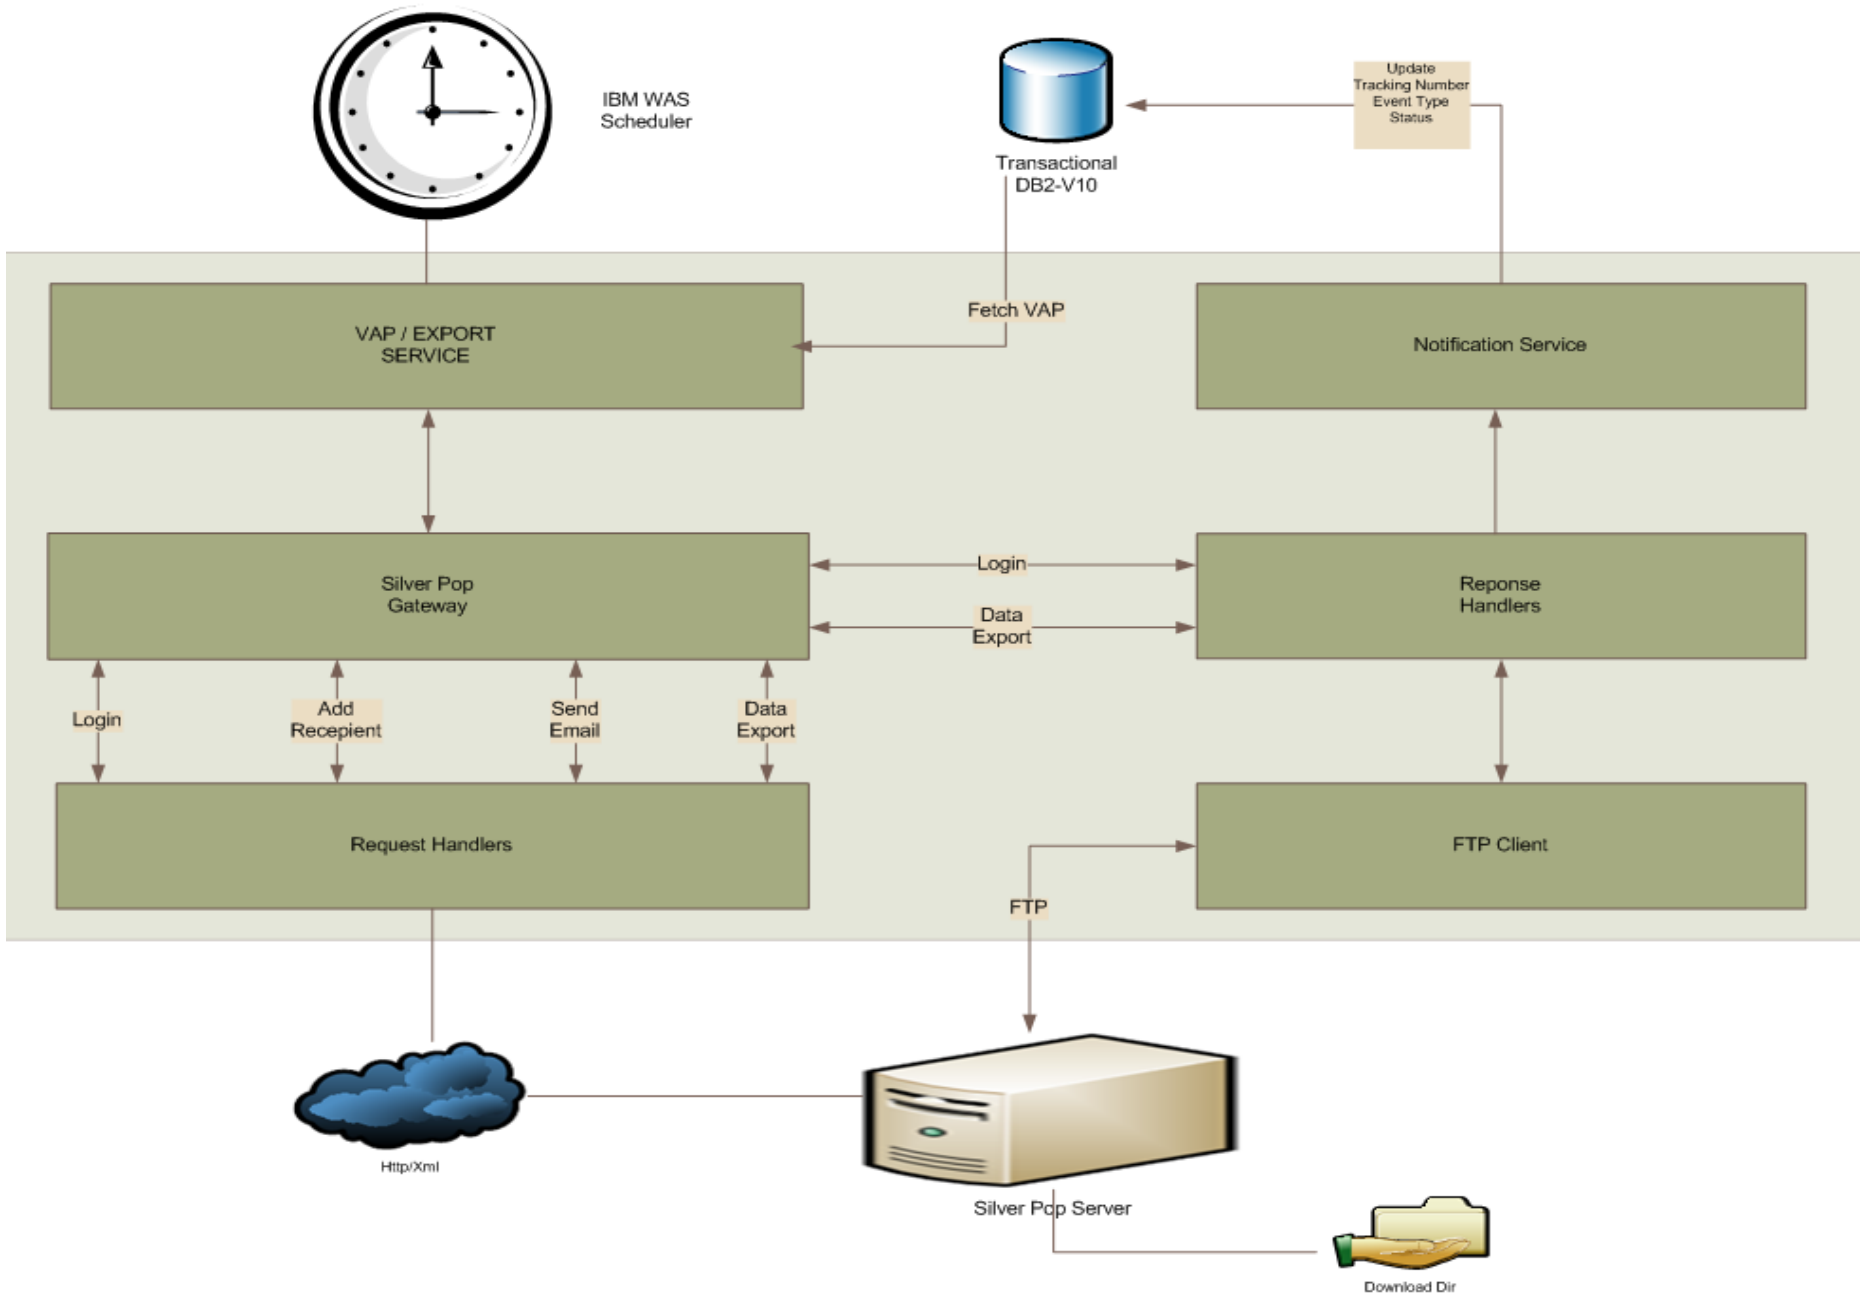 IBM WAS
Scheduler
Transactional
DB2-V10
Update
Tracking Number
Event Type
Status
VAP / EXPORT
SERVICE
Fetch VAP
Notification Service
Silver Pop
Gateway
Login
Data
Export
Reponse
Handlers
Login
Add
Recepient
Send
Email
Data
Export
Request Handlers
FTP Client
FTP
Http/Xml
Silver Pop Server
Download Dir